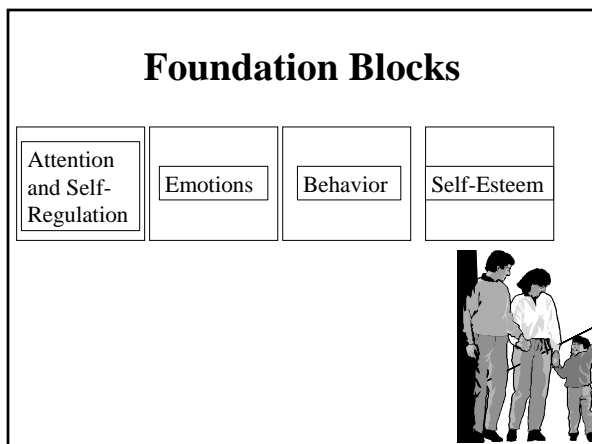 Foundation Blocks
Attention
and Self-
Regulation
Emotions
Behavior
Self-Esteem